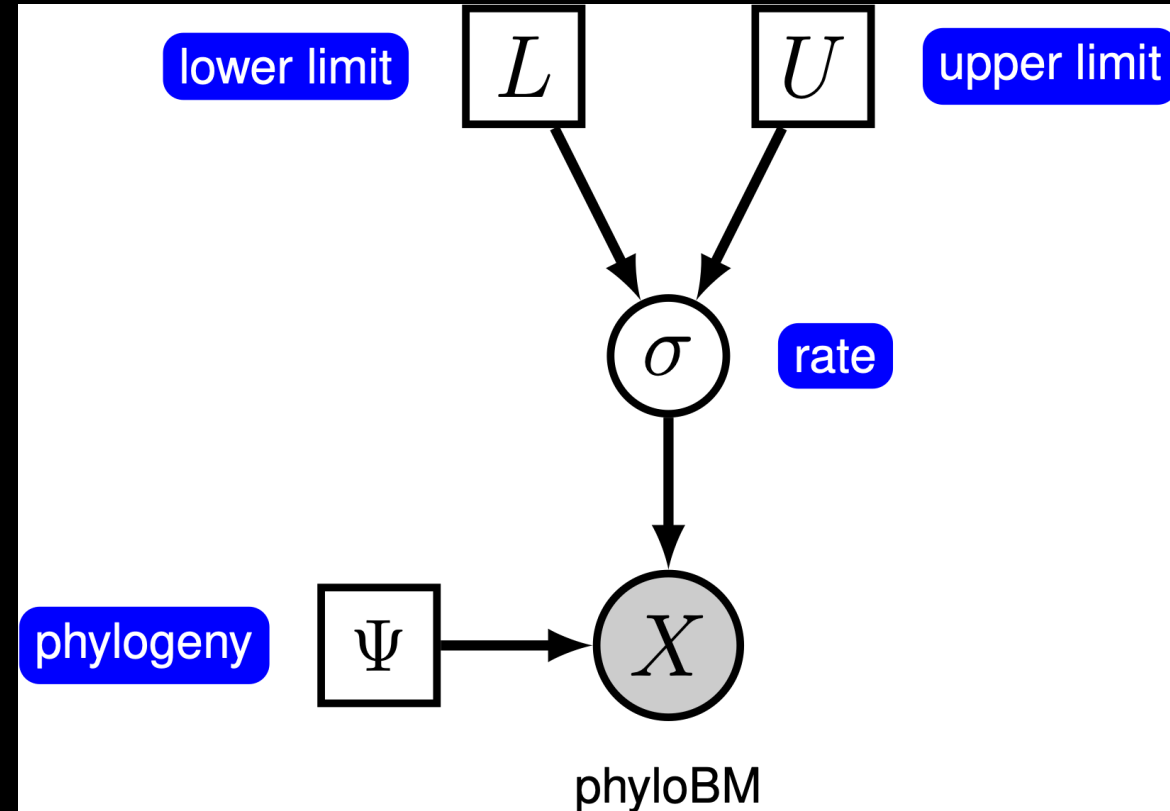 lower limit
L
U
upper limit
σ
rate
phylogeny
Ψ
X
phyloBM